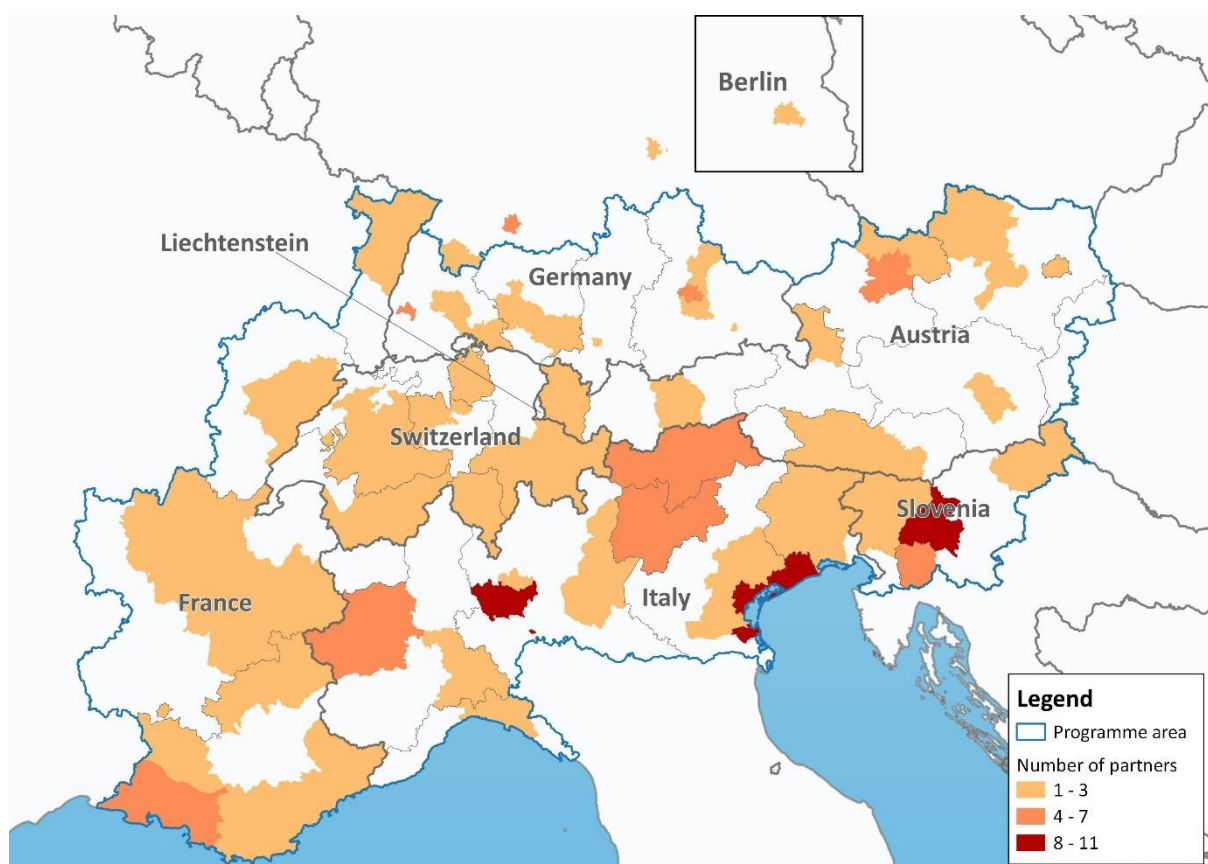 Berlin
Liechtenstein
Germany
Austria
Switzerland
Slovenia
France
Italy
Legend
Programme area
Number of partners
1 - 3
4 - 7
8 - 11